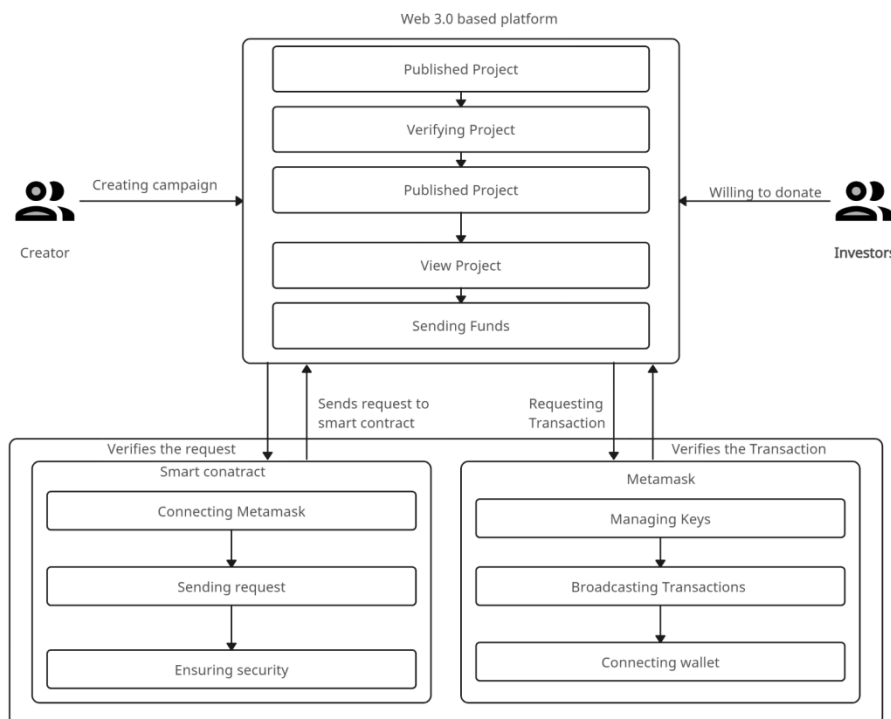 Web 3.0 based platform
Published Project
Verifying Project
Published Project
View Project
Sending Funds
Creating campaign
Creator
Willing to donate
Investors
Sends request to
smart contract
Requesting
Transaction
Verifies the request
Verifies the Transaction
Smart conatract
Connecting Metamask
Sending request
Ensuring security
Metamask
Managing Keys
Broadcasting Transactions
Connecting wallet